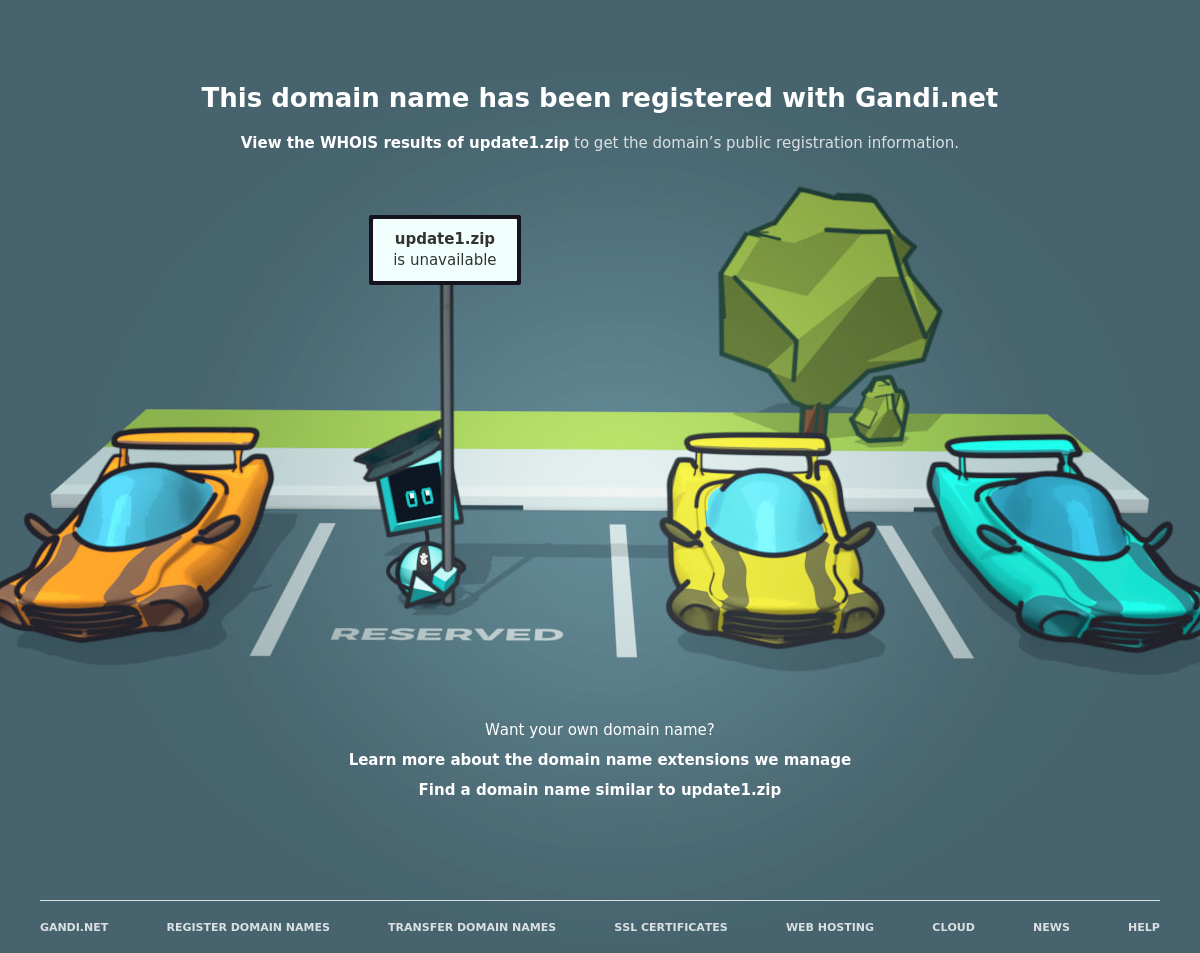 This domain name has been registered with Gandi.net
View the WHOIS results of update1.zip to get the domain’s public registration information.
update1.zip
is unavailable
RESERVED
Want your own domain name?
Learn more about the domain name extensions we manage
Find a domain name similar to update1.zip
GANDI.NET REGISTER DOMAIN NAMES TRANSFER DOMAIN NAMES SSL CERTIFICATES WEB HOSTING CLOUD NEWS HELP